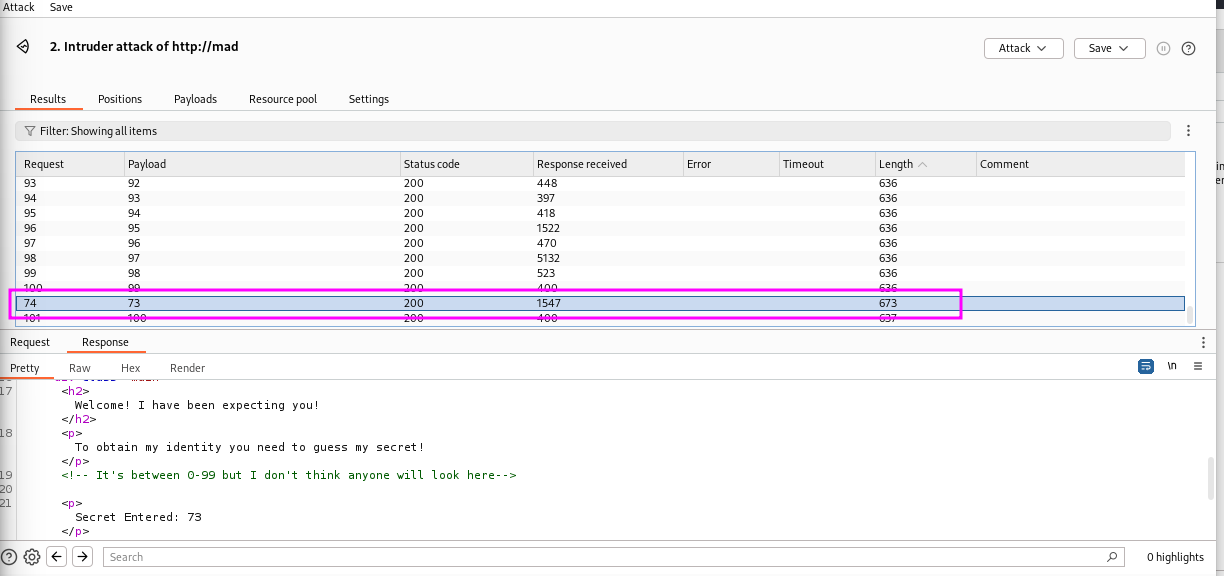 Attack Save
2. Intruder attack of http://mad
Attack Save
Results Positions Payloads Resource pool Settings
Filter: Showing all items
Request Payload Status code Response received Error Timeout Length Comment
93 92 200 448 636
94 93 200 397 636
95 94 200 418 636
96 95 200 1522 636
97 96 200 470 636
98 97 200 5132 636
99 98 200 523 636
100 99 200 400 636
74 73 200 1547 673
101 100 200 400 637
Request Response
Pretty Raw Hex Render
\n
17 <h2>
Welcome! I have been expecting you!
</h2>
18 <p>
To obtain my identity you need to guess my secret!
</p>
19 <!-- It's between 0-99 but I don't think anyone will look here-->
20
21 <p>
Secret Entered: 73
</p>
Search
0 highlights